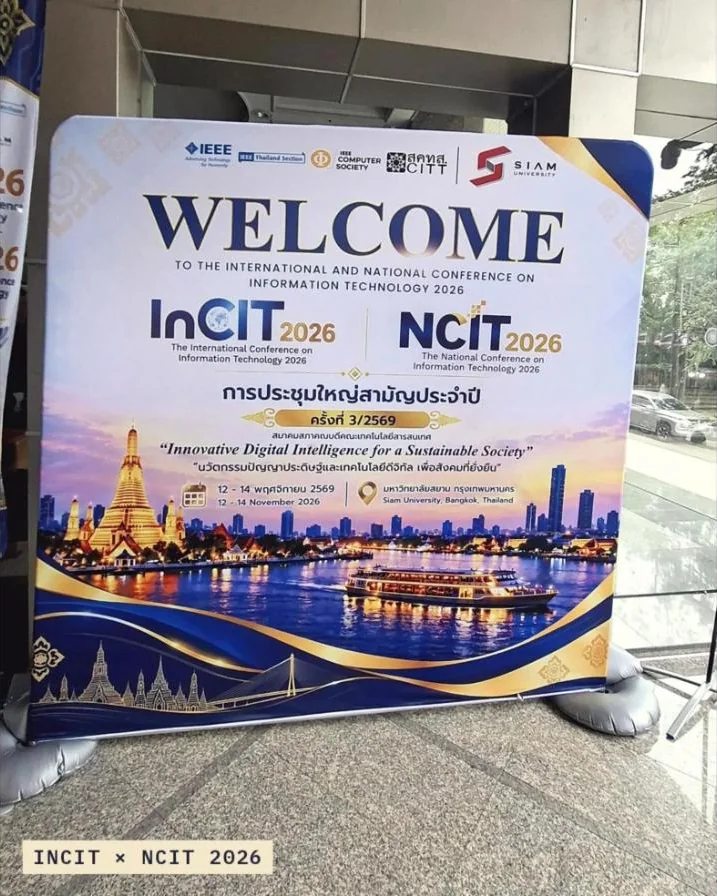 IEEE
Advancing Technology
for Humanity
IEEE Thailand Section
IEEE
COMPUTER
SOCIETY
สคทส.
CITT
SIAM
UNIVERSITY
WELCOME
TO THE INTERNATIONAL AND NATIONAL CONFERENCE ON
INFORMATION TECHNOLOGY 2026
InCIT 2026
The International Conference on
Information Technology 2026
NCIT 2026
The National Conference on
Information Technology 2026
การประชุมใหญ่สามัญประจำปี
ครั้งที่ 3/2569
สมาคมสภาคณบดีคณะเทคโนโลยีสารสนเทศ
“Innovative Digital Intelligence for a Sustainable Society”
“นวัตกรรมปัญญาประดิษฐ์และเทคโนโลยีดิจิทัล เพื่อสังคมที่ยั่งยืน”
12 - 14 พฤศจิกายน 2569
12 - 14 November 2026
มหาวิทยาลัยสยาม กรุงเทพมหานคร
Siam University, Bangkok, Thailand
INCIT × NCIT 2026